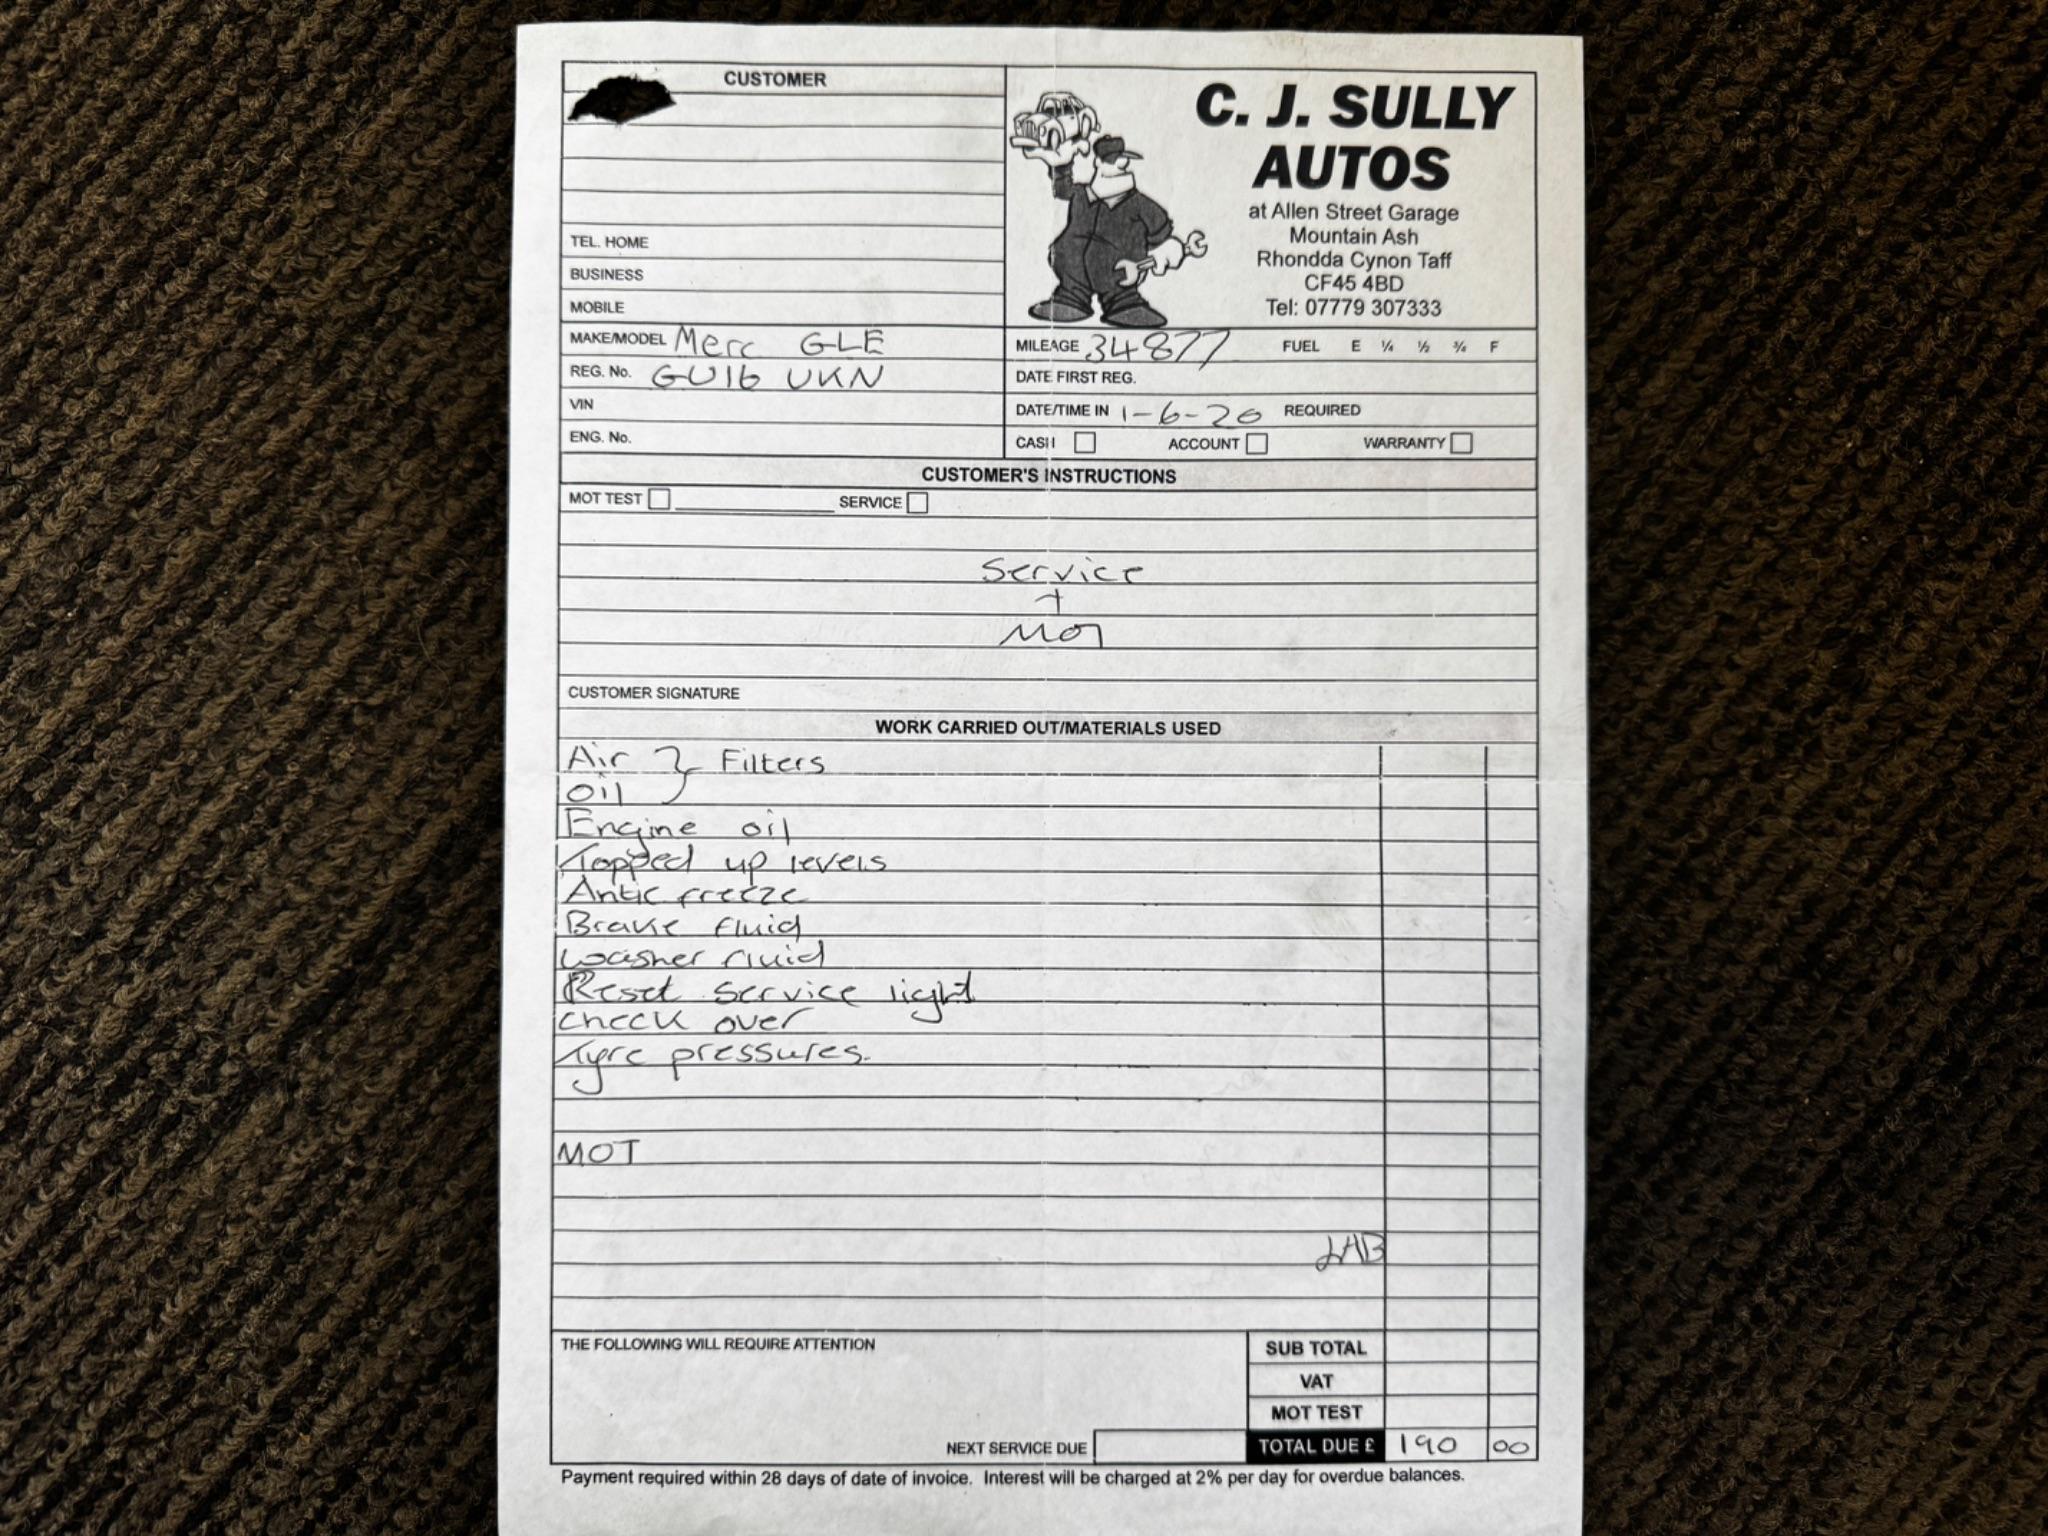 CUSTOMER
C. J. SULLY
AUTOS
at Allen Street Garage
Mountain Ash
Rhondda Cynon Taff
CF45 4BD
Tel: 07779 307333
TEL. HOME
BUSINESS
MOBILE
MAKE/MODEL Merc GLE
MILEAGE 34877 FUEL E ¼ ½ ¾ F
REG. No. GU16 UKN
DATE FIRST REG.
VIN
DATE/TIME IN 1-6-20 REQUIRED
ENG. No.
CASH ACCOUNT WARRANTY
CUSTOMER'S INSTRUCTIONS
MOT TEST SERVICE
Service
+
MOT
CUSTOMER SIGNATURE
WORK CARRIED OUT/MATERIALS USED
Air } Filters
oil
Engine oil
Topped up levels
Antic freeze
Brake fluid
washer fluid
Reset service light
check over
Tyre pressures.
MOT
LAB
THE FOLLOWING WILL REQUIRE ATTENTION
SUB TOTAL
VAT
MOT TEST
NEXT SERVICE DUE
TOTAL DUE £ 190 00
Payment required within 28 days of date of invoice. Interest will be charged at 2% per day for overdue balances.